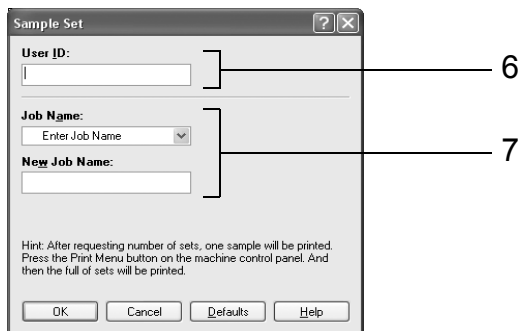 Sample Set
User ID:
6
Job Name:
Enter Job Name
7
New Job Name:
Hint: After requesting number of sets, one sample will be printed.
Press the Print Menu button on the machine control panel. And
then the full of sets will be printed.
OK Cancel Defaults Help